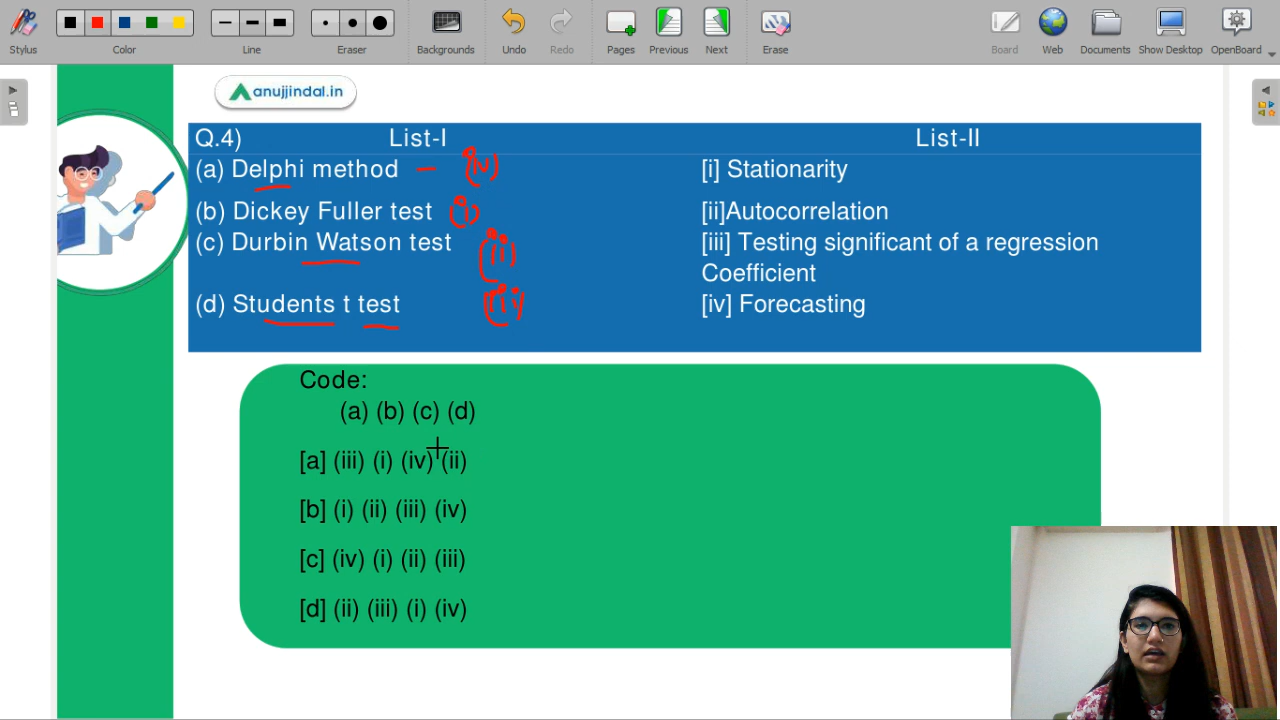 Stylus Color Line Eraser Backgrounds Undo Redo Pages Previous Next Erase Board Web Documents Show Desktop OpenBoard
anujjindal.in
Q.4) List-I List-II
(a) Delphi method - (iv) [i] Stationarity
(b) Dickey Fuller test (i) [ii]Autocorrelation
(c) Durbin Watson test (ii) [iii] Testing significant of a regression
Coefficient
(d) Students t test (iii) [iv] Forecasting
Code:
(a) (b) (c) (d)
[a] (iii) (i) (iv) (ii)
[b] (i) (ii) (iii) (iv)
[c] (iv) (i) (ii) (iii)
[d] (ii) (iii) (i) (iv)